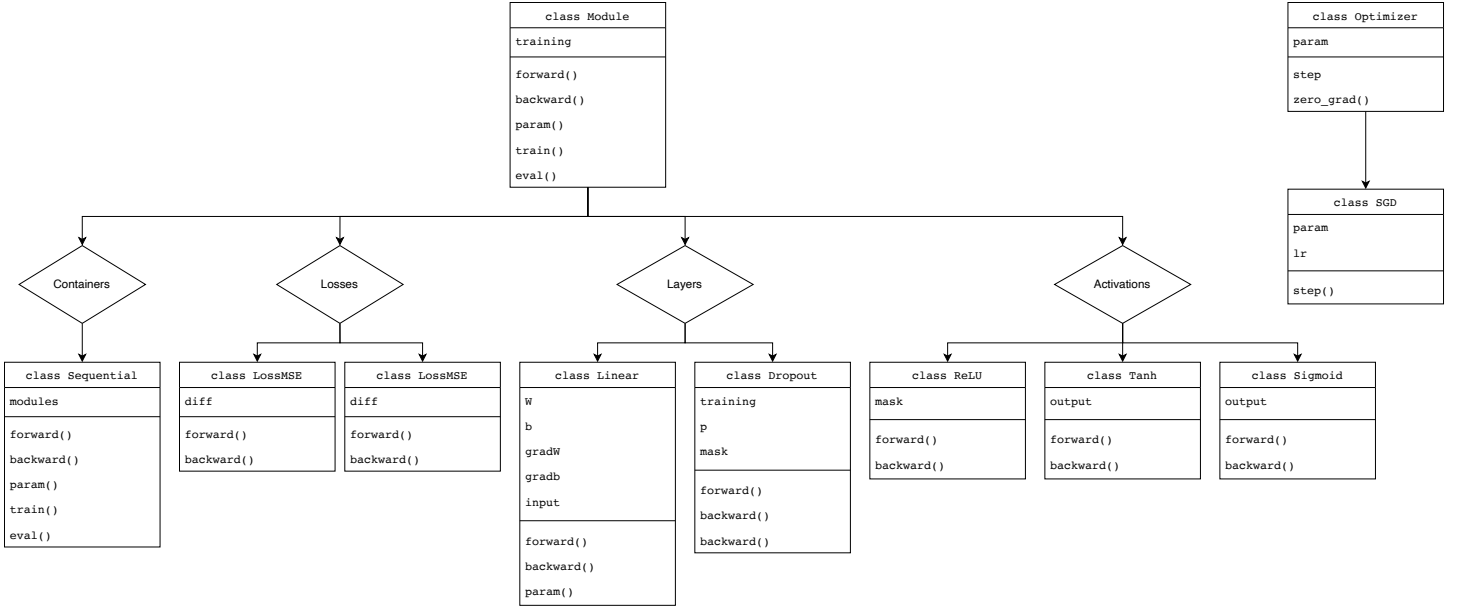 class Module
training
forward()
backward()
param()
train()
eval()
class Optimizer
param
step
zero_grad()
class SGD
param
lr
step()
Containers
Losses
Layers
Activations
class Sequential
modules
forward()
backward()
param()
train()
eval()
class LossMSE
diff
forward()
backward()
class LossMSE
diff
forward()
backward()
class Linear
W
b
gradW
gradb
input
forward()
backward()
param()
class Dropout
training
p
mask
forward()
backward()
backward()
class ReLU
mask
forward()
backward()
class Tanh
output
forward()
backward()
class Sigmoid
output
forward()
backward()